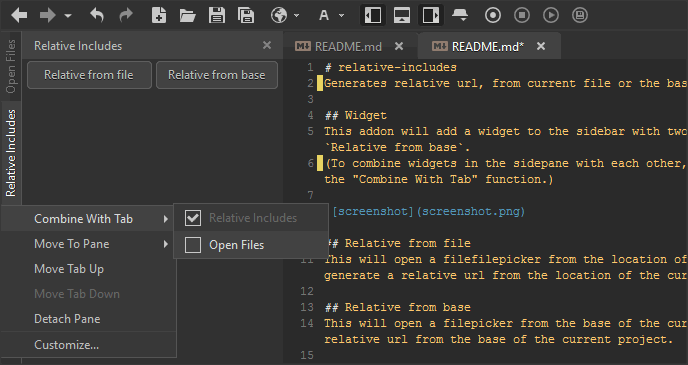 A
Relative Includes
Open Files
Relative Includes
Relative from file
Relative from base
Combine With Tab
Move To Pane
Move Tab Up
Move Tab Down
Detach Pane
Customize...
Relative Includes
Open Files
README.md
README.md*
1 # relative-includes
2 Generates relative url, from current file or the bas
3
4 ## Widget
5 This addon will add a widget to the sidebar with two
`Relative from base`.
6 (To combine widgets in the sidepane with each other,
the "Combine With Tab" function.)
7
[screenshot](screenshot.png)
## Relative from file
11 This will open a filefilepicker from the location of
generate a relative url from the location of the cur
12
13 ## Relative from base
14 This will open a filepicker from the base of the cur
relative url from the base of the current project.
15